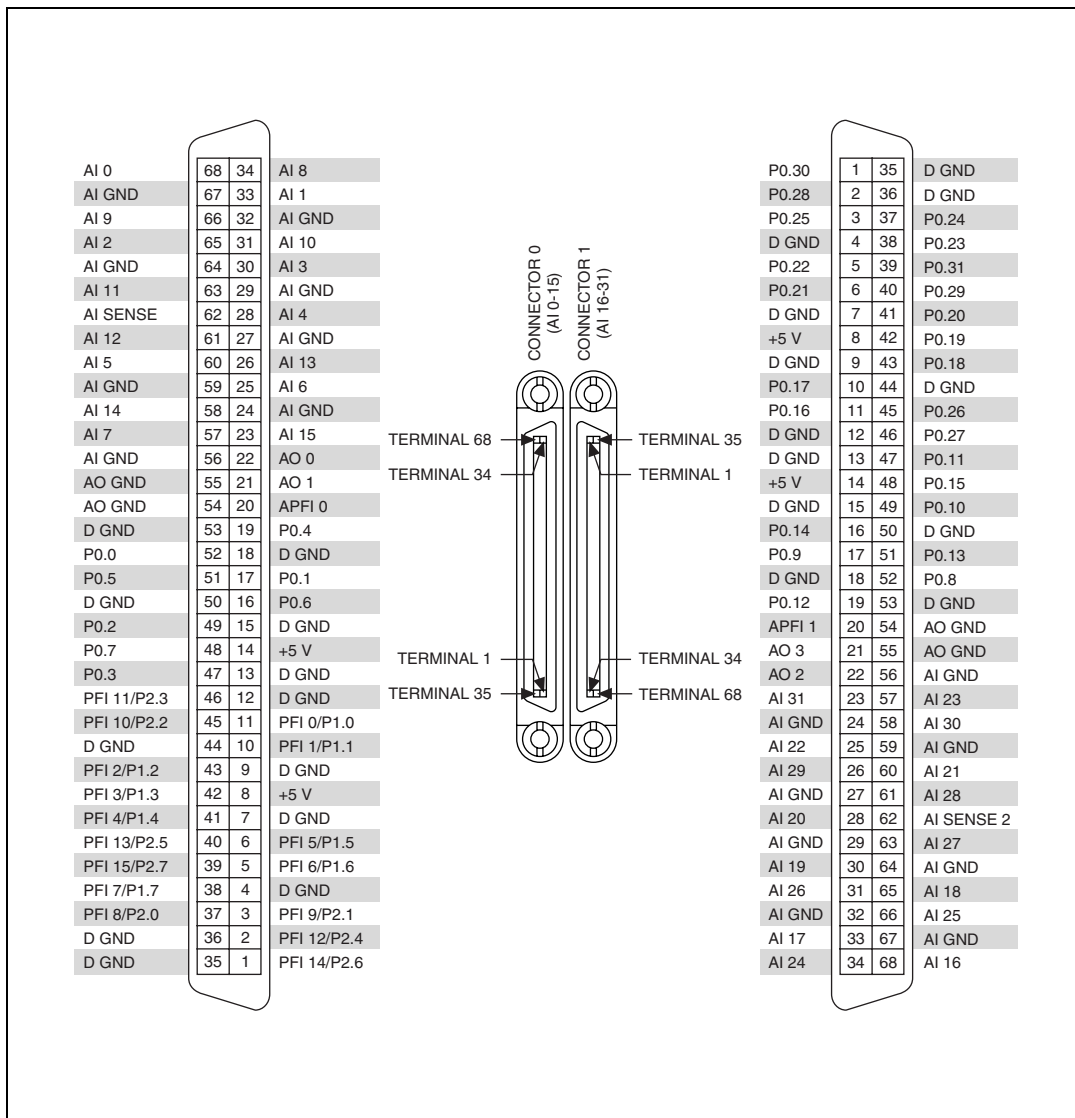 AI 0 68 34 AI 8
AI GND 67 33 AI 1
AI 9 66 32 AI GND
AI 2 65 31 AI 10
AI GND 64 30 AI 3
AI 11 63 29 AI GND
AI SENSE 62 28 AI 4
AI 12 61 27 AI GND
AI 5 60 26 AI 13
AI GND 59 25 AI 6
AI 14 58 24 AI GND
AI 7 57 23 AI 15
AI GND 56 22 AO 0
AO GND 55 21 AO 1
AO GND 54 20 APFI 0
D GND 53 19 P0.4
P0.0 52 18 D GND
P0.5 51 17 P0.1
D GND 50 16 P0.6
P0.2 49 15 D GND
P0.7 48 14 +5 V
P0.3 47 13 D GND
PFI 11/P2.3 46 12 D GND
PFI 10/P2.2 45 11 PFI 0/P1.0
D GND 44 10 PFI 1/P1.1
PFI 2/P1.2 43 9 D GND
PFI 3/P1.3 42 8 +5 V
PFI 4/P1.4 41 7 D GND
PFI 13/P2.5 40 6 PFI 5/P1.5
PFI 15/P2.7 39 5 PFI 6/P1.6
PFI 7/P1.7 38 4 D GND
PFI 8/P2.0 37 3 PFI 9/P2.1
D GND 36 2 PFI 12/P2.4
D GND 35 1 PFI 14/P2.6
CONNECTOR 0
(AI 0-15)
CONNECTOR 1
(AI 16-31)
TERMINAL 68
TERMINAL 34
TERMINAL 35
TERMINAL 1
TERMINAL 1
TERMINAL 35
TERMINAL 34
TERMINAL 68
P0.30 1 35 D GND
P0.28 2 36 D GND
P0.25 3 37 P0.24
D GND 4 38 P0.23
P0.22 5 39 P0.31
P0.21 6 40 P0.29
D GND 7 41 P0.20
+5 V 8 42 P0.19
D GND 9 43 P0.18
P0.17 10 44 D GND
P0.16 11 45 P0.26
D GND 12 46 P0.27
D GND 13 47 P0.11
+5 V 14 48 P0.15
D GND 15 49 P0.10
P0.14 16 50 D GND
P0.9 17 51 P0.13
D GND 18 52 P0.8
P0.12 19 53 D GND
APFI 1 20 54 AO GND
AO 3 21 55 AO GND
AO 2 22 56 AI GND
AI 31 23 57 AI 23
AI GND 24 58 AI 30
AI 22 25 59 AI GND
AI 29 26 60 AI 21
AI GND 27 61 AI 28
AI 20 28 62 AI SENSE 2
AI GND 29 63 AI 27
AI 19 30 64 AI GND
AI 26 31 65 AI 18
AI GND 32 66 AI 25
AI 17 33 67 AI GND
AI 24 34 68 AI 16